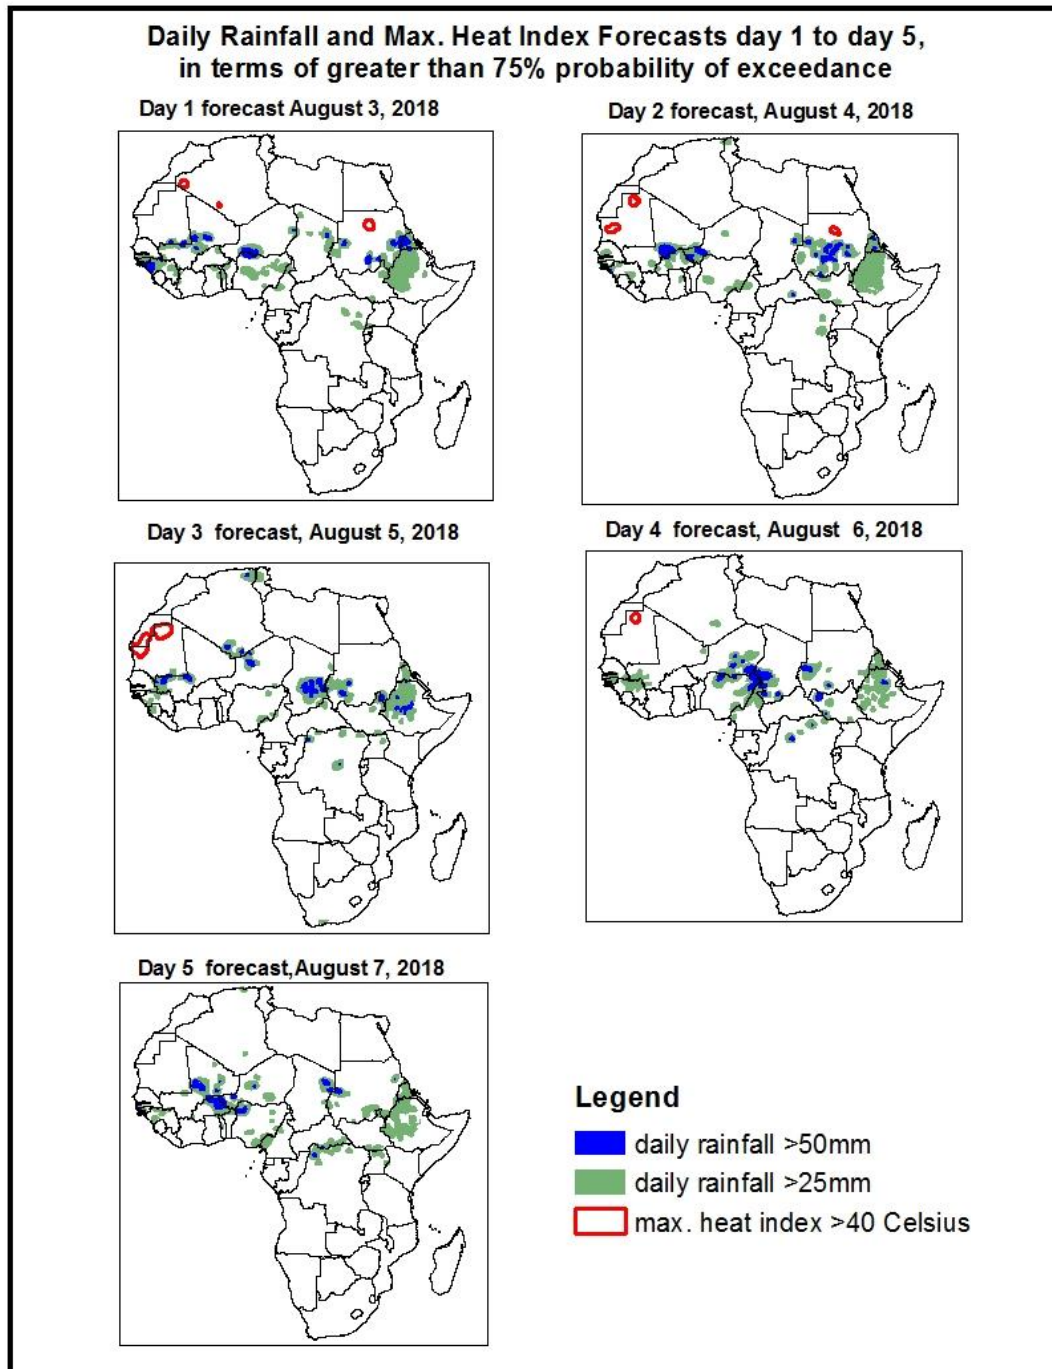 Daily Rainfall and Max. Heat Index Forecasts day 1 to day 5,
in terms of greater than 75% probability of exceedance
Day 1 forecast August 3, 2018
Day 2 forecast, August 4, 2018
Day 3 forecast, August 5, 2018
Day 4 forecast, August 6, 2018
Day 5 forecast,August 7, 2018
Legend
daily rainfall >50mm
daily rainfall >25mm
max. heat index >40 Celsius